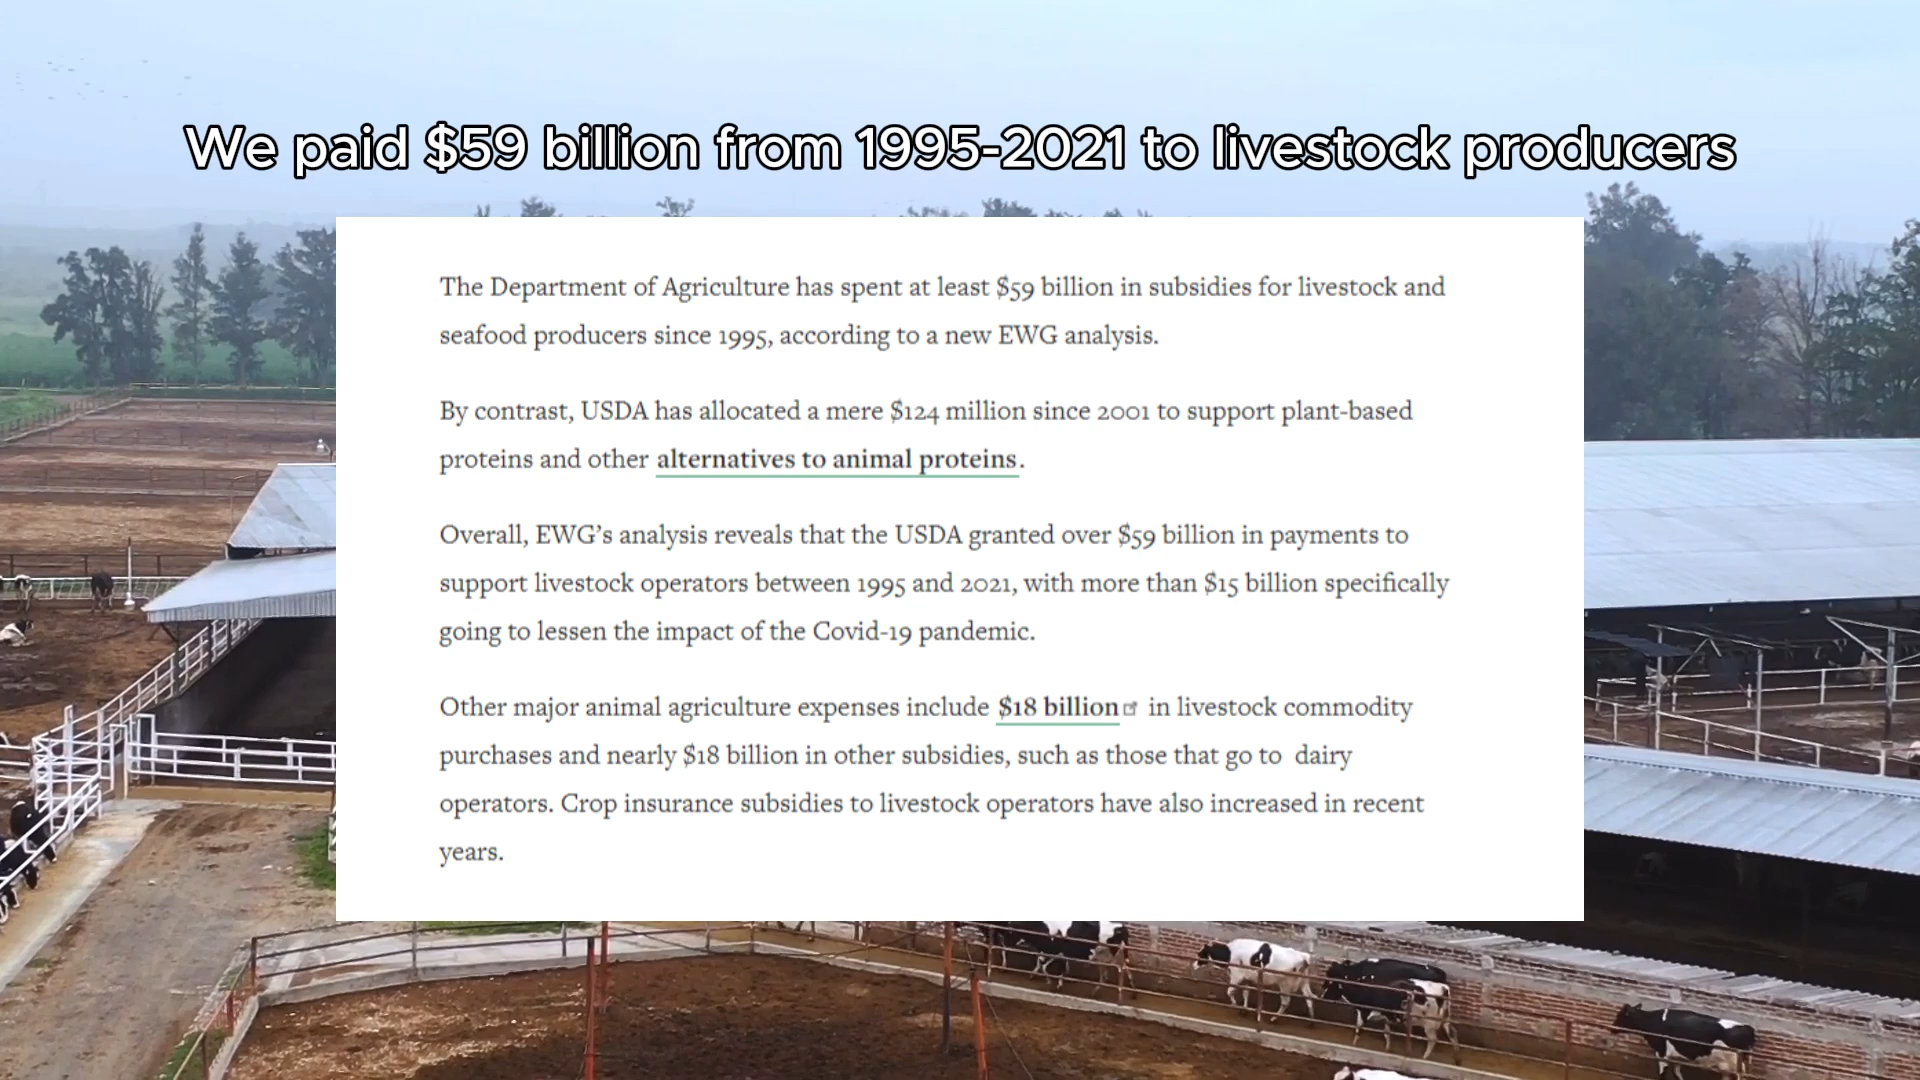 We paid $59 billion from 1995-2021 to livestock producers
The Department of Agriculture has spent at least $59 billion in subsidies for livestock and
seafood producers since 1995, according to a new EWG analysis.
By contrast, USDA has allocated a mere $124 million since 2001 to support plant-based
proteins and other alternatives to animal proteins.
Overall, EWG’s analysis reveals that the USDA granted over $59 billion in payments to
support livestock operators between 1995 and 2021, with more than $15 billion specifically
going to lessen the impact of the Covid-19 pandemic.
Other major animal agriculture expenses include $18 billion in livestock commodity
purchases and nearly $18 billion in other subsidies, such as those that go to dairy
operators. Crop insurance subsidies to livestock operators have also increased in recent
years.